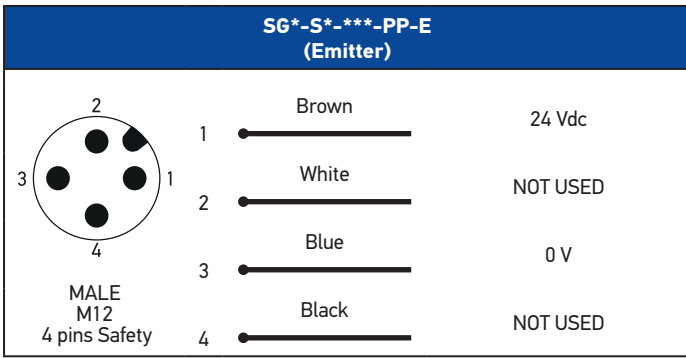 SG*-S*-***-PP-E
(Emitter)
2
3
1
4
MALE
M12
4 pins Safety
1 Brown 24 Vdc
2 White NOT USED
3 Blue 0 V
4 Black NOT USED